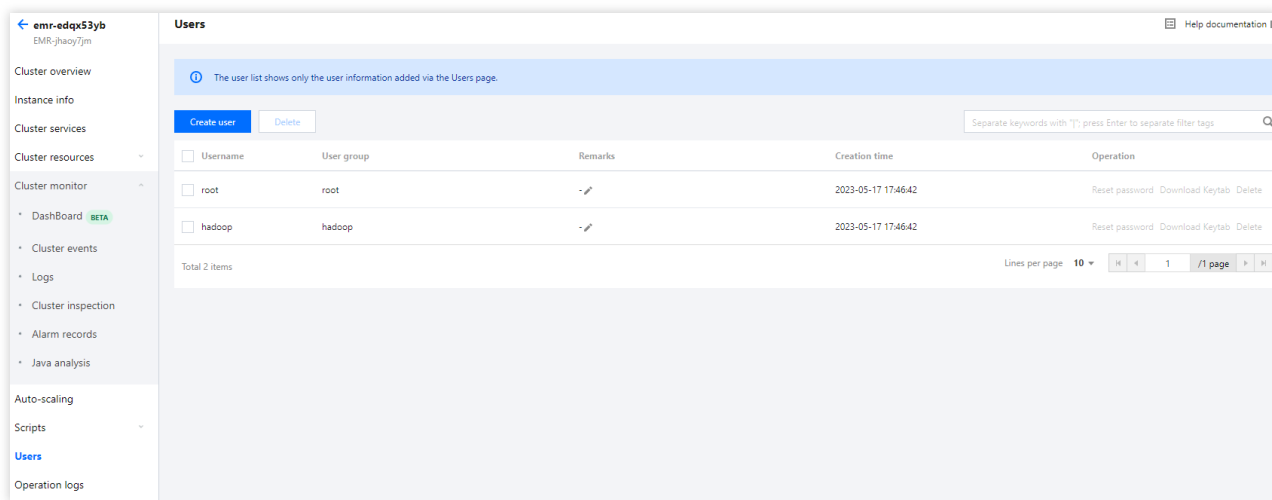 emr-edqx53yb
EMR-jhaoy7jm
Cluster overview
Instance info
Cluster services
Cluster resources
Cluster monitor
DashBoard BETA
Cluster events
Logs
Cluster inspection
Alarm records
Java analysis
Auto-scaling
Scripts
Users
Operation logs
Users
Help documentation
The user list shows only the user information added via the Users page.
Create user Delete
Separate keywords with "|"; press Enter to separate filter tags
Username User group Remarks Creation time Operation
root root - 2023-05-17 17:46:42 Reset password Download Keytab Delete
hadoop hadoop - 2023-05-17 17:46:42 Reset password Download Keytab Delete
Total 2 items Lines per page 10 1 /1 page